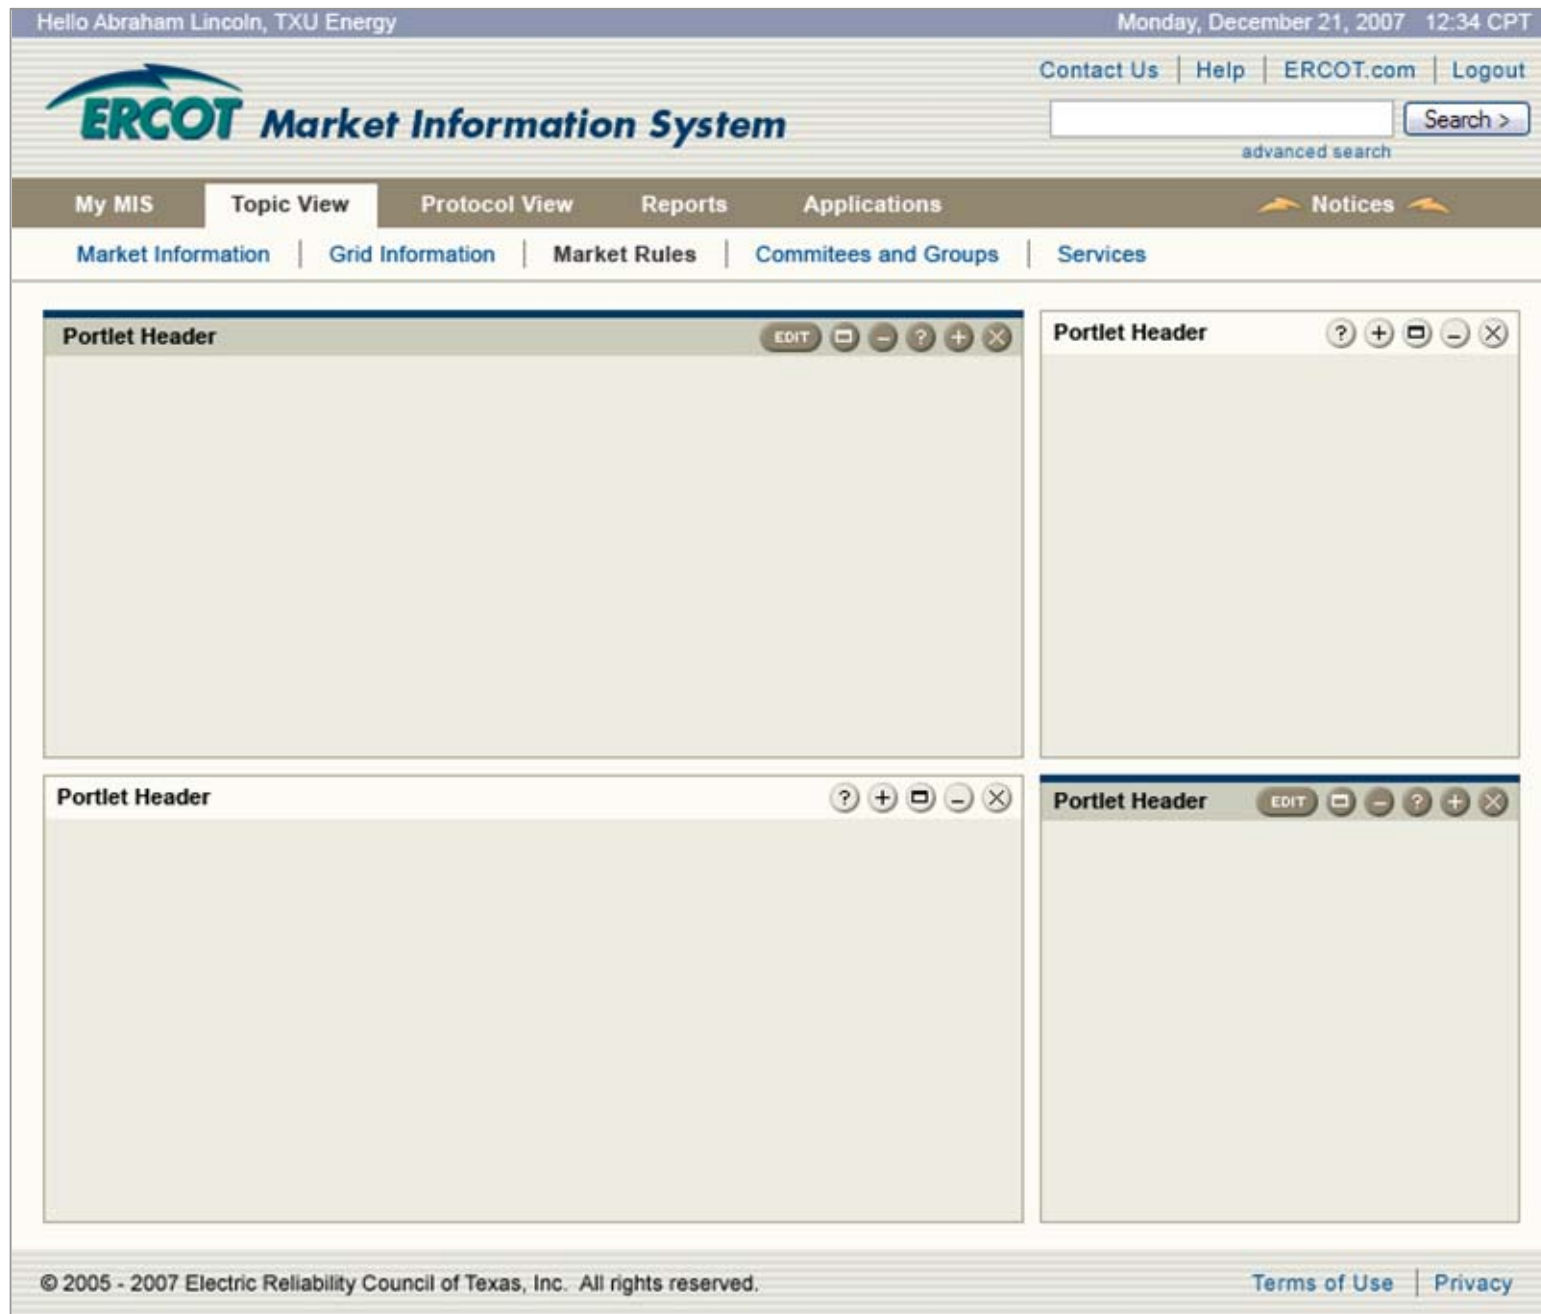 Hello Abraham Lincoln, TXU Energy Monday, December 21, 2007 12:34 CPT
Contact Us | Help | ERCOT.com | Logout
ERCOT Market Information System
Search >
advanced search
My MIS Topic View Protocol View Reports Applications Notices
Market Information | Grid Information | Market Rules | Commitees and Groups | Services
Portlet Header EDIT ? + Portlet Header ? +
Portlet Header ? + Portlet Header EDIT ? +
© 2005 - 2007 Electric Reliability Council of Texas, Inc. All rights reserved. Terms of Use | Privacy